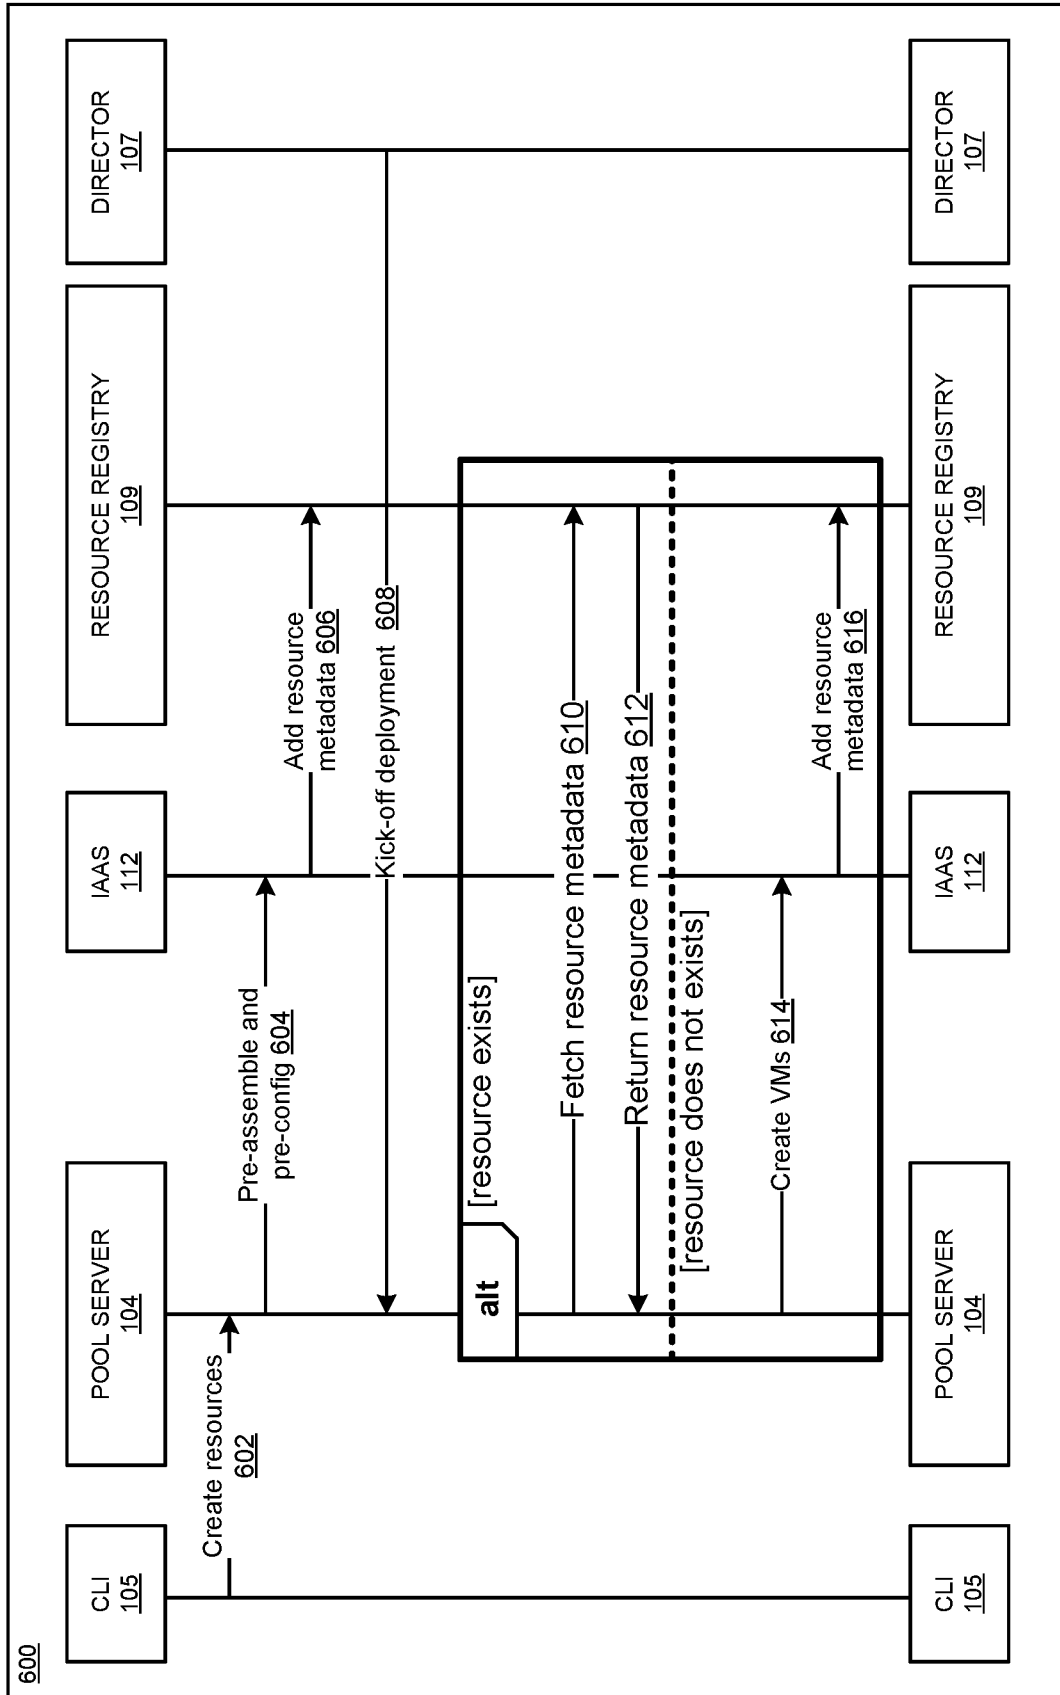 600
CLI
105
POOL SERVER
104
IAAS
112
RESOURCE REGISTRY
109
DIRECTOR
107
Create resources
602
Pre-assemble and
pre-config 604
Add resource
metadata 606
Kick-off deployment 608
alt
[resource exists]
Fetch resource metadata 610
Return resource metadata 612
[resource does not exists]
Create VMs 614
Add resource
metadata 616
CLI
105
POOL SERVER
104
IAAS
112
RESOURCE REGISTRY
109
DIRECTOR
107